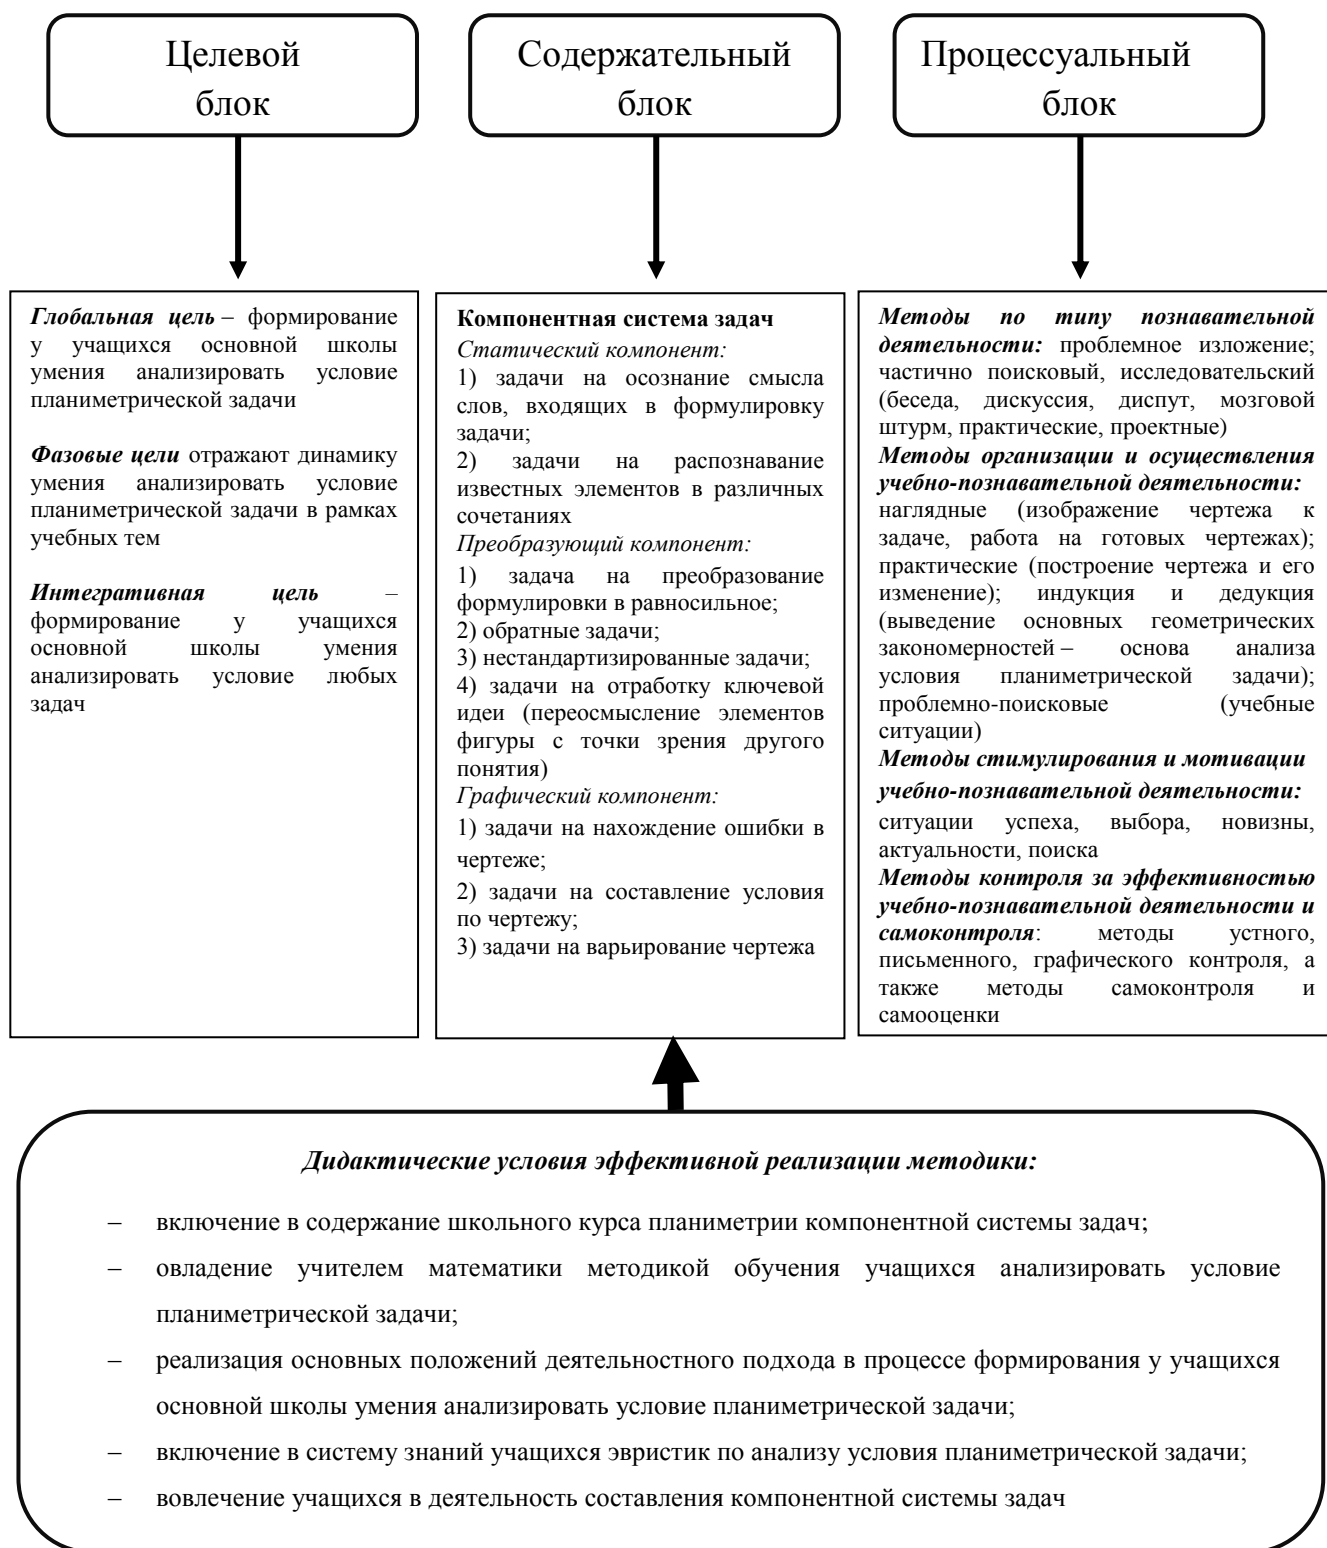 Целевой
блок
Содержательный
блок
Процессуальный
блок
Глобальная цель – формирование
у учащихся основной школы
умения анализировать условие
планиметрической задачи
Фазовые цели отражают динамику
умения анализировать условие
планиметрической задачи в рамках
учебных тем
Интегративная цель –
формирование у учащихся
основной школы умения
анализировать условие любых
задач
Компонентная система задач
Статический компонент:
1) задачи на осознание смысла
слов, входящих в формулировку
задачи;
2) задачи на распознавание
известных элементов в различных
сочетаниях
Преобразующий компонент:
1) задача на преобразование
формулировки в равносильное;
2) обратные задачи;
3) нестандартизированные задачи;
4) задачи на отработку ключевой
идеи (переосмысление элементов
фигуры с точки зрения другого
понятия)
Графический компонент:
1) задачи на нахождение ошибки в
чертеже;
2) задачи на составление условия
по чертежу;
3) задачи на варьирование чертежа
Методы по типу познавательной
деятельности: проблемное изложение;
частично поисковый, исследовательский
(беседа, дискуссия, диспут, мозговой
штурм, практические, проектные)
Методы организации и осуществления
учебно-познавательной деятельности:
наглядные (изображение чертежа к
задаче, работа на готовых чертежах);
практические (построение чертежа и его
изменение); индукция и дедукция
(выведение основных геометрических
закономерностей – основа анализа
условия планиметрической задачи);
проблемно-поисковые (учебные
ситуации)
Методы стимулирования и мотивации
учебно-познавательной деятельности:
ситуации успеха, выбора, новизны,
актуальности, поиска
Методы контроля за эффективностью
учебно-познавательной деятельности и
самоконтроля: методы устного,
письменного, графического контроля, а
также методы самоконтроля и
самооценки
Дидактические условия эффективной реализации методики:
– включение в содержание школьного курса планиметрии компонентной системы задач;
– овладение учителем математики методикой обучения учащихся анализировать условие
планиметрической задачи;
– реализация основных положений деятельностного подхода в процессе формирования у учащихся
основной школы умения анализировать условие планиметрической задачи;
– включение в систему знаний учащихся эвристик по анализу условия планиметрической задачи;
– вовлечение учащихся в деятельность составления компонентной системы задач